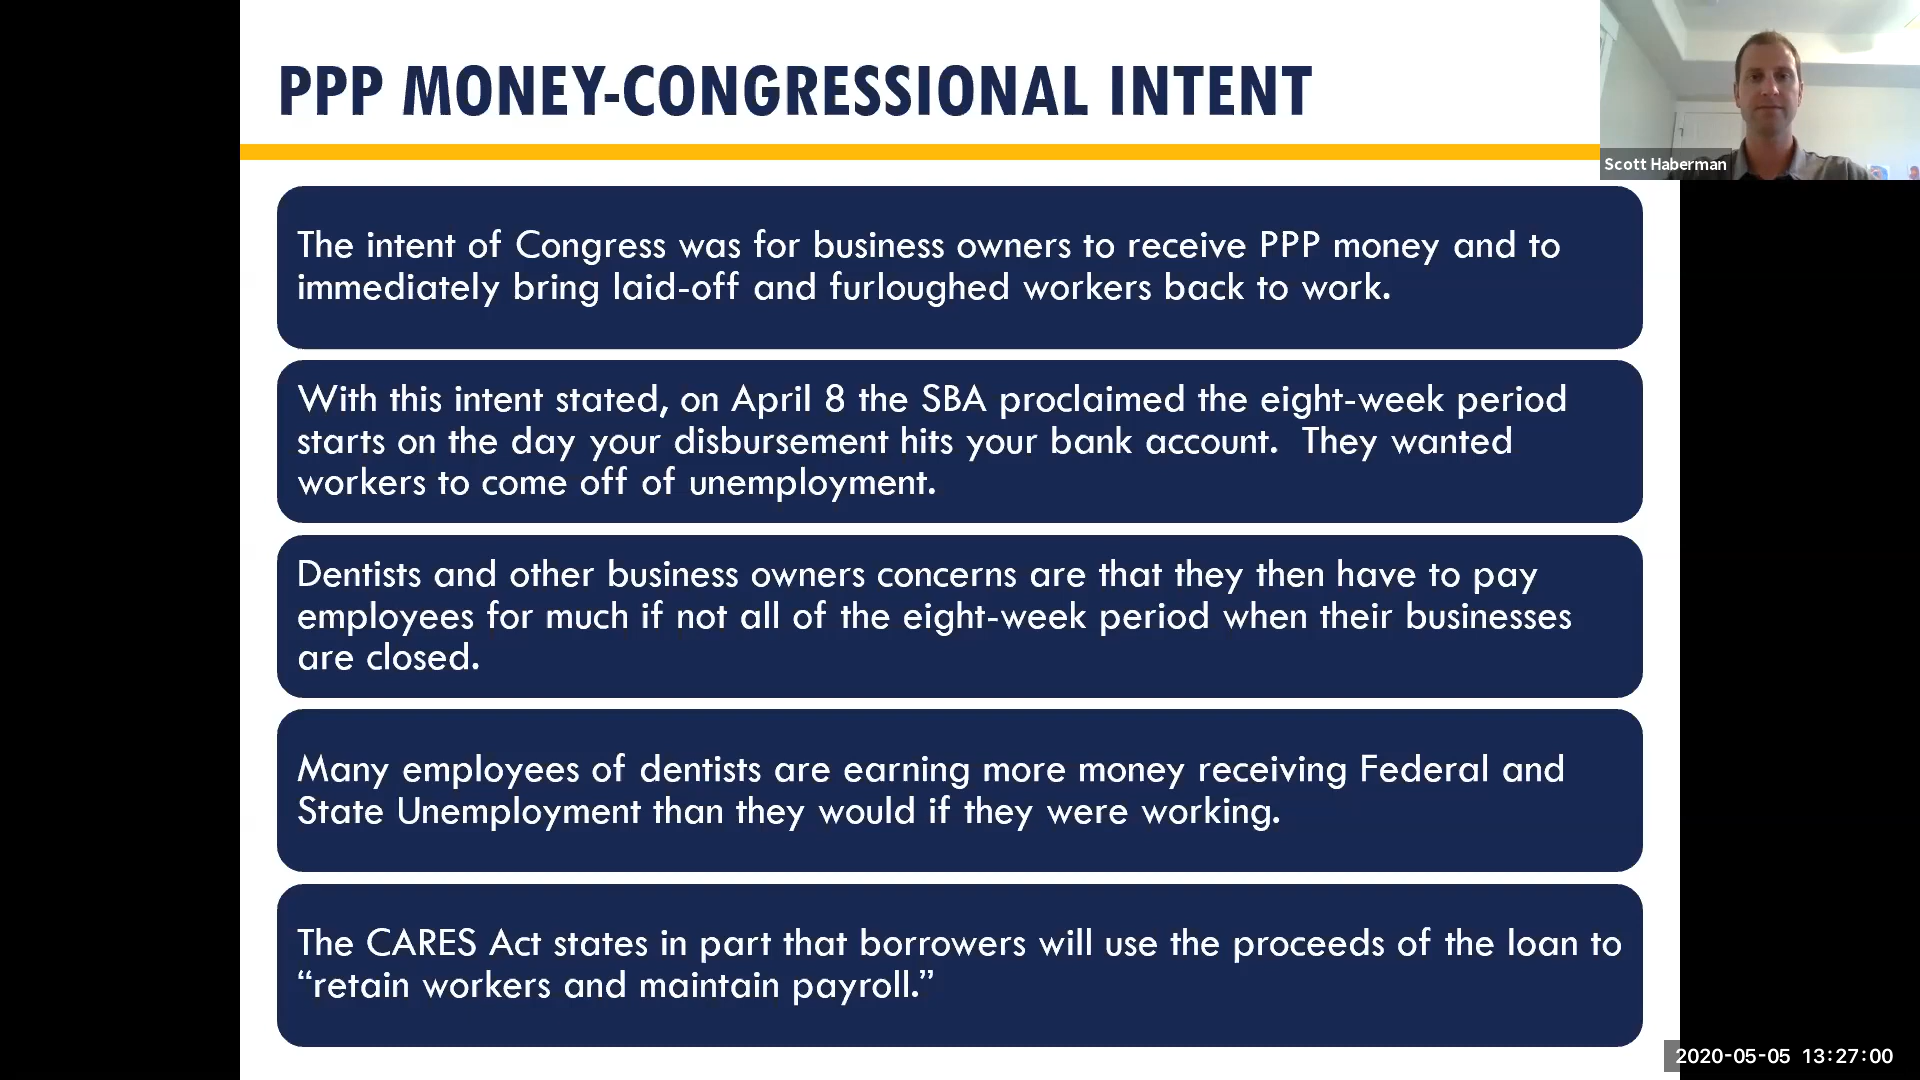 PPP MONEY-CONGRESSIONAL INTENT
Scott Haberman
The intent of Congress was for business owners to receive PPP money and to
immediately bring laid-off and furloughed workers back to work.
With this intent stated, on April 8 the SBA proclaimed the eight-week period
starts on the day your disbursement hits your bank account.  They wanted
workers to come off of unemployment.
Dentists and other business owners concerns are that they then have to pay
employees for much if not all of the eight-week period when their businesses
are closed.
Many employees of dentists are earning more money receiving Federal and
State Unemployment than they would if they were working.
The CARES Act states in part that borrowers will use the proceeds of the loan to
“retain workers and maintain payroll.”
2020-05-05 13:27:00